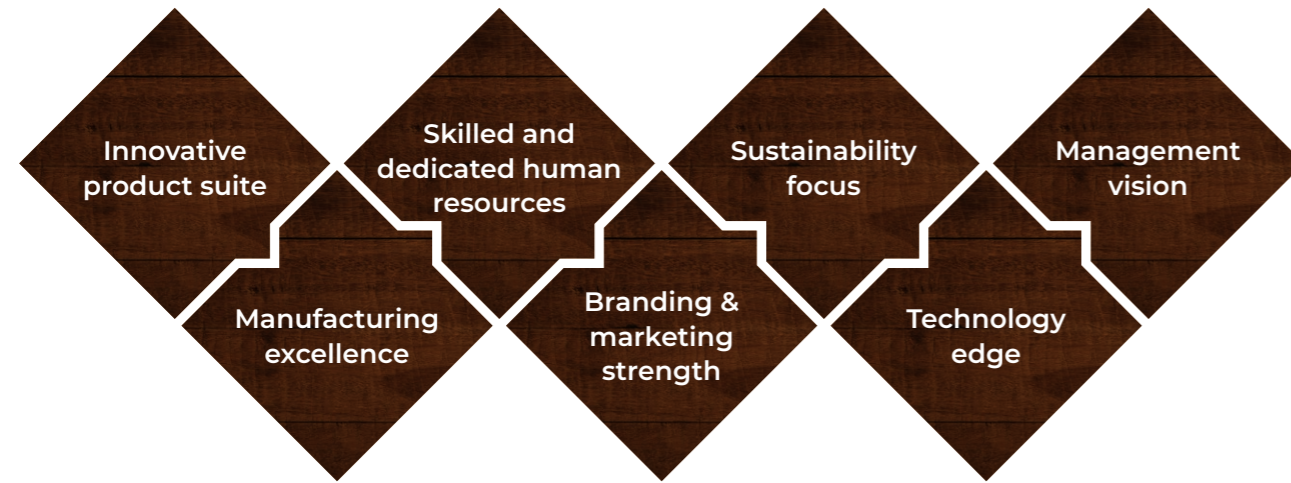 Innovative
product suite
Manufacturing
excellence
Skilled and
dedicated human
resources
Branding &
marketing
strength
Sustainability
focus
Technology
edge
Management
vision